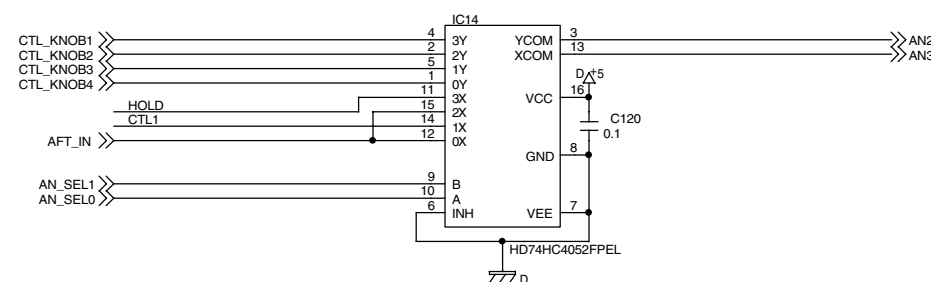 IC14
CTL_KNOB1 4 3Y YCOM 3 AN2
CTL_KNOB2 2 2Y XCOM 13 AN3
CTL_KNOB3 5 1Y
CTL_KNOB4 1 0Y D +5
HOLD 11 3X VCC 16
15 2X C120
CTL1 14 1X 0.1
AFT_IN 12 0X
GND 8
AN_SEL1 9 B
AN_SEL0 10 A
6 INH VEE 7
HD74HC4052FPEL
D